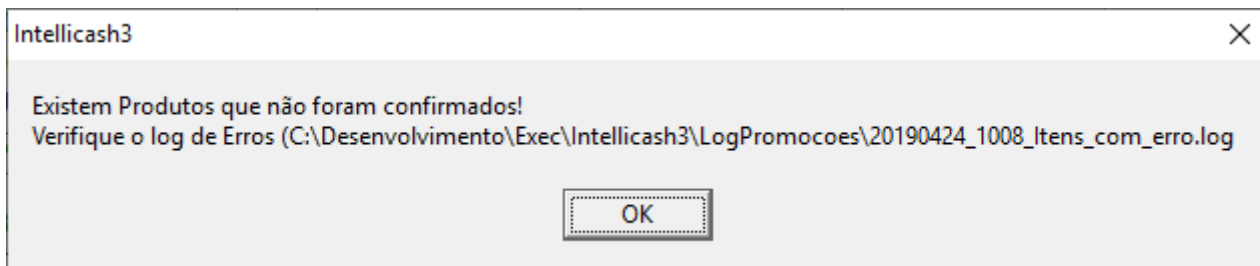 Intellicash3
Existem Produtos que não foram confirmados!
Verifique o log de Erros (C:\Desenvolvimento\Exec\Intellicash3\LogPromocoes\20190424_1008_Itens_com_erro.log
OK